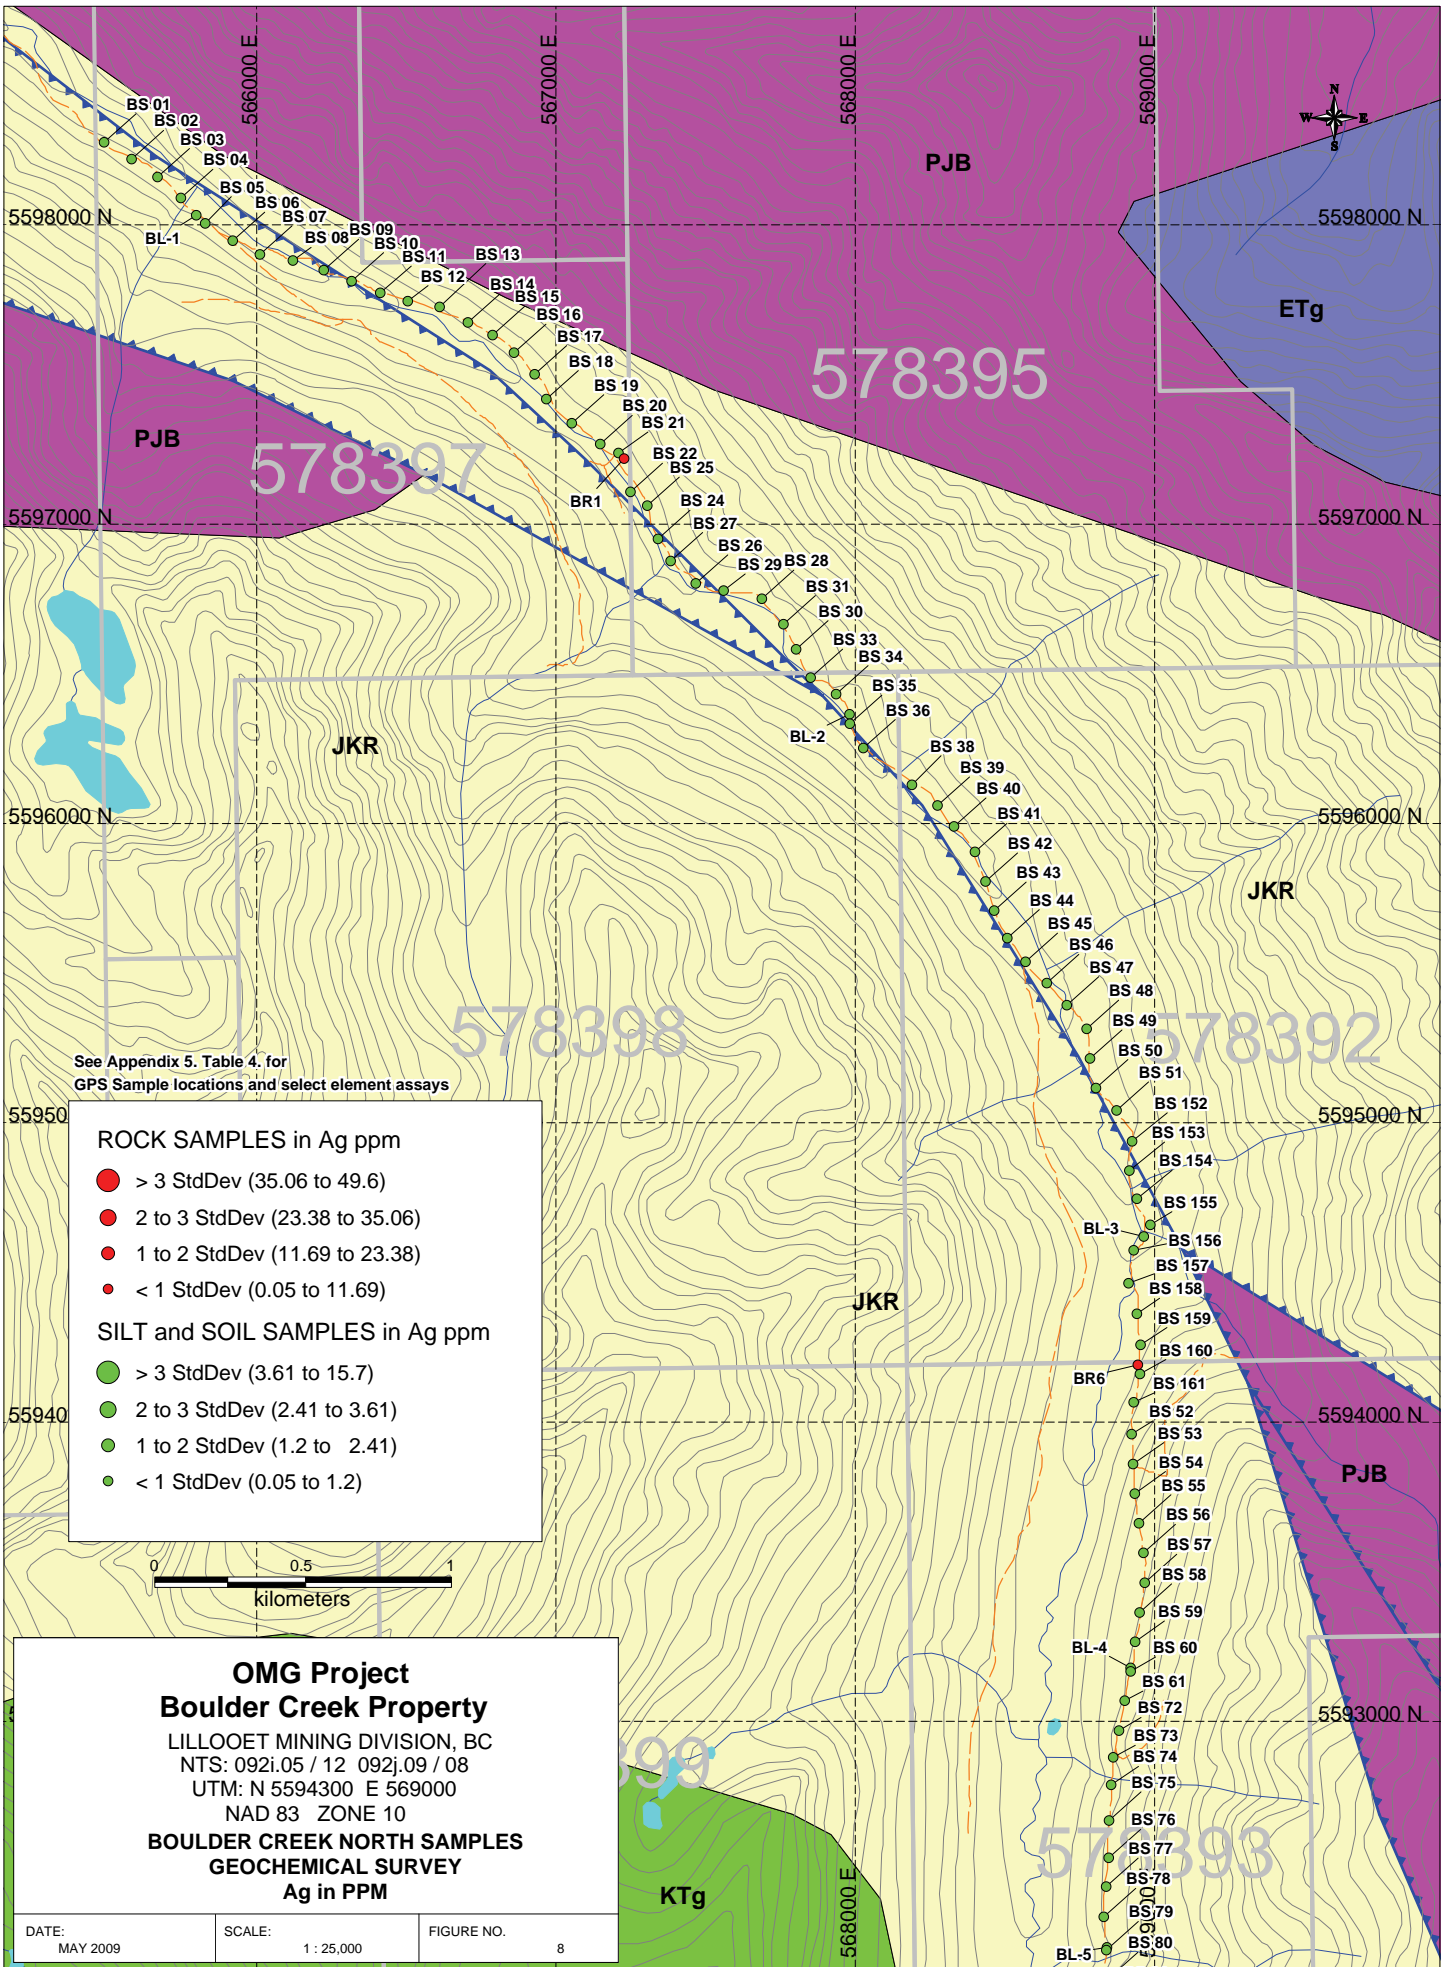 566000 E
567000 E
568000 E
569000 E
N
W E
S
BS 01
BS 02
BS 03
BS 04
BS 05
BS 06
BS 07
BS 08
BS 09
BS 10
BS 11
BS 12
BS 13
BS 14
BS 15
BS 16
BS 17
BS 18
BS 19
BS 20
BS 21
BS 22
BS 25
BS 24
BS 27
BS 26
BS 29
BS 28
BS 31
BS 30
BS 33
BS 34
BS 35
BS 36
BS 38
BS 39
BS 40
BS 41
BS 42
BS 43
BS 44
BS 45
BS 46
BS 47
BS 48
BS 49
BS 50
BS 51
BS 152
BS 153
BS 154
BS 155
BS 156
BS 157
BS 158
BS 159
BS 160
BS 161
BS 52
BS 53
BS 54
BS 55
BS 56
BS 57
BS 58
BS 59
BS 60
BS 61
BS 72
BS 73
BS 74
BS 75
BS 76
BS 77
BS 78
BS 79
BS 80
BL-1
BR1
BL-2
BL-3
BR6
BL-4
BL-5
PJB
ETg
PJB
JKR
JKR
JKR
PJB
KTg
578395
578397
578398
578392
399
578393
5598000 N
5598000 N
5597000 N
5597000 N
5596000 N
5596000 N
55950
5595000 N
55940
5594000 N
5593000 N
568000 E
See Appendix 5. Table 4. for
GPS Sample locations and select element assays
ROCK SAMPLES in Ag ppm
> 3 StdDev (35.06 to 49.6)
2 to 3 StdDev (23.38 to 35.06)
1 to 2 StdDev (11.69 to 23.38)
< 1 StdDev (0.05 to 11.69)
SILT and SOIL SAMPLES in Ag ppm
> 3 StdDev (3.61 to 15.7)
2 to 3 StdDev (2.41 to 3.61)
1 to 2 StdDev (1.2 to 2.41)
< 1 StdDev (0.05 to 1.2)
0 0.5 1
kilometers
OMG Project
Boulder Creek Property
LILLOOET MINING DIVISION, BC
NTS: 092i.05 / 12 092j.09 / 08
UTM: N 5594300 E 569000
NAD 83 ZONE 10
BOULDER CREEK NORTH SAMPLES
GEOCHEMICAL SURVEY
Ag in PPM
DATE:
MAY 2009
SCALE:
1 : 25,000
FIGURE NO.
8